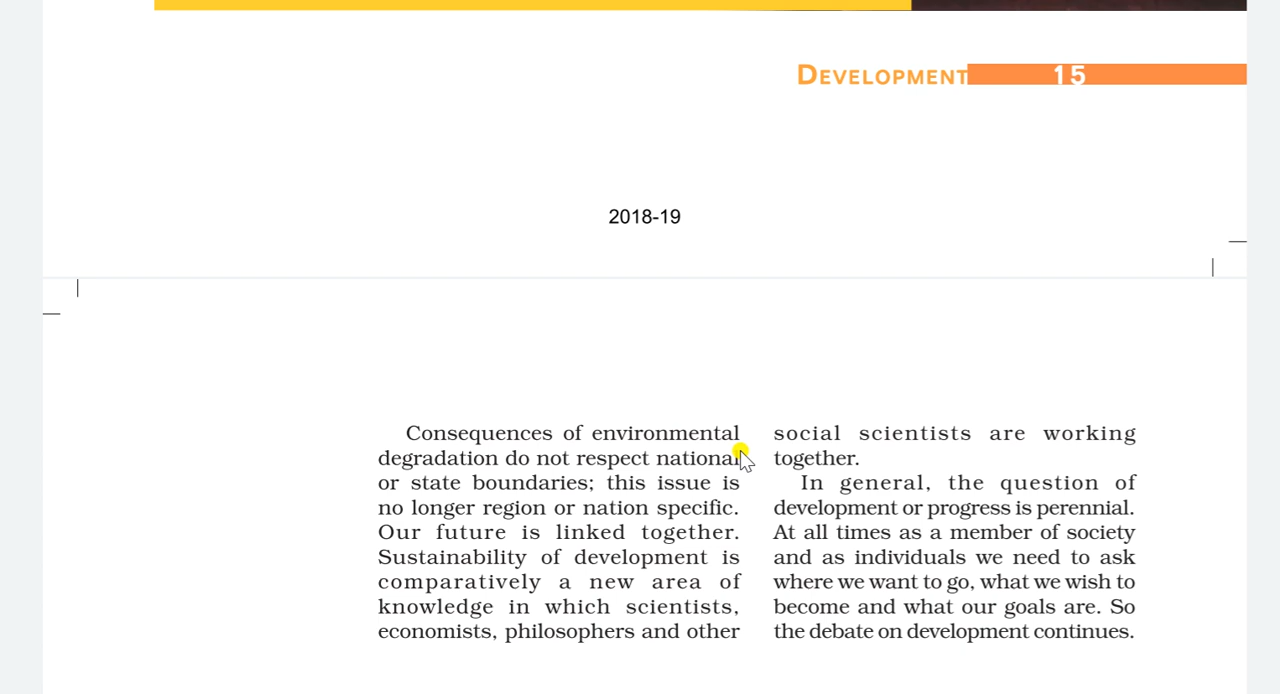 DEVELOPMENT 15
2018-19
Consequences of environmental
degradation do not respect national
or state boundaries; this issue is
no longer region or nation specific.
Our future is linked together.
Sustainability of development is
comparatively a new area of
knowledge in which scientists,
economists, philosophers and other
social scientists are working
together.
In general, the question of
development or progress is perennial.
At all times as a member of society
and as individuals we need to ask
where we want to go, what we wish to
become and what our goals are. So
the debate on development continues.